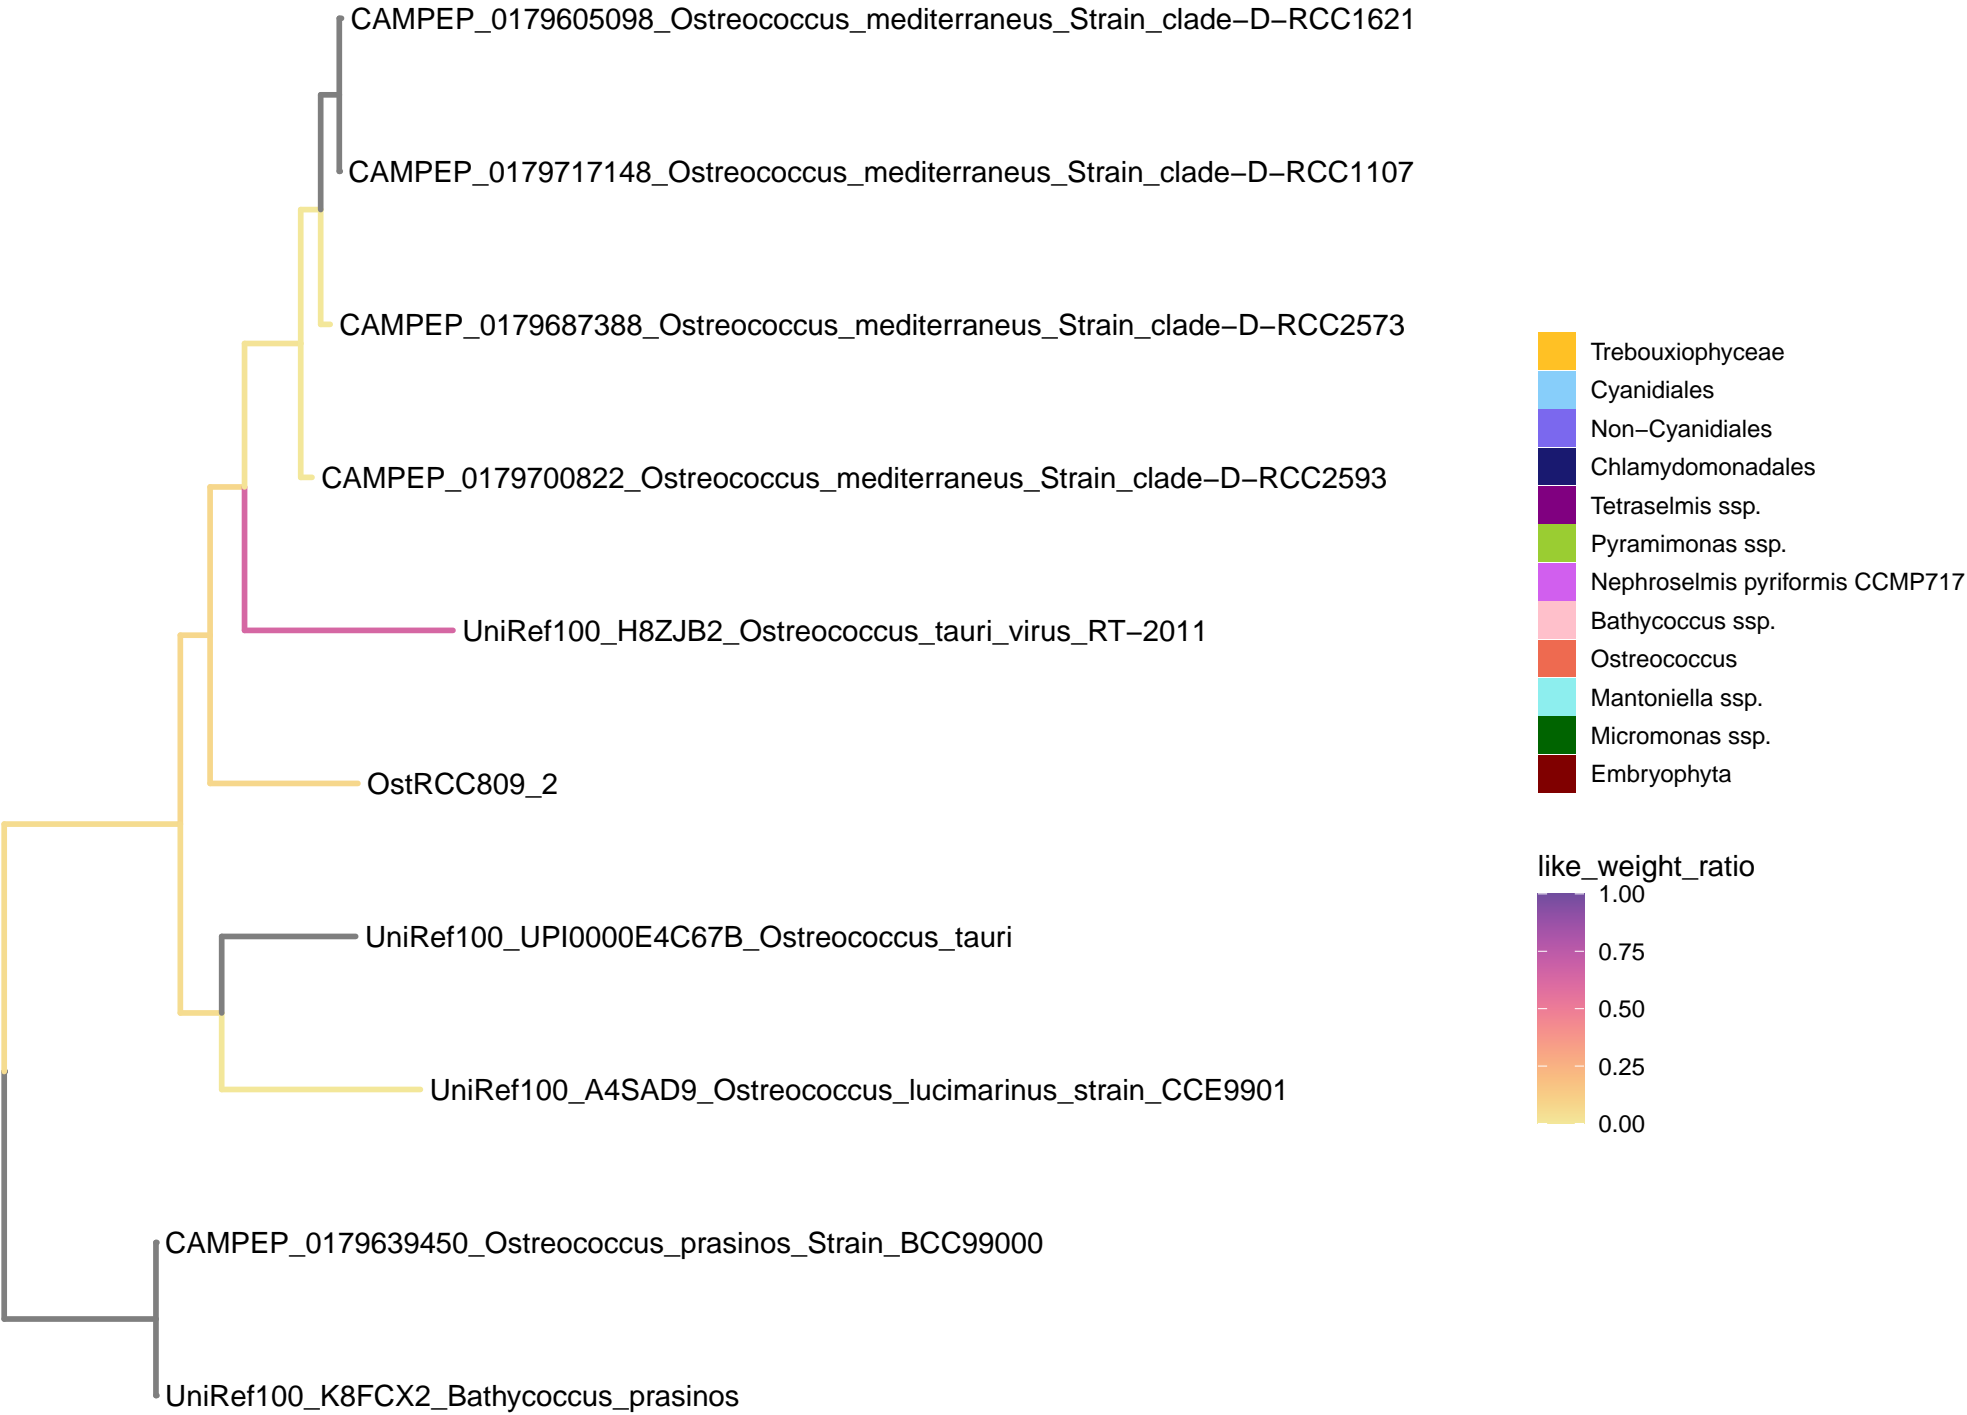 CAMPEP_0179605098_Ostreococcus_mediterraneus_Strain_clade−D−RCC1621
CAMPEP_0179717148_Ostreococcus_mediterraneus_Strain_clade−D−RCC1107
CAMPEP_0179687388_Ostreococcus_mediterraneus_Strain_clade−D−RCC2573
CAMPEP_0179700822_Ostreococcus_mediterraneus_Strain_clade−D−RCC2593
UniRef100_H8ZJB2_Ostreococcus_tauri_virus_RT−2011
OstRCC809_2
UniRef100_UPI0000E4C67B_Ostreococcus_tauri
UniRef100_A4SAD9_Ostreococcus_lucimarinus_strain_CCE9901
CAMPEP_0179639450_Ostreococcus_prasinos_Strain_BCC99000
UniRef100_K8FCX2_Bathycoccus_prasinos
Trebouxiophyceae
Cyanidiales
Non−Cyanidiales
Chlamydomonadales
Tetraselmis ssp.
Pyramimonas ssp.
Nephroselmis pyriformis CCMP717
Bathycoccus ssp.
Ostreococcus
Mantoniella ssp.
Micromonas ssp.
Embryophyta
like_weight_ratio
1.00
0.75
0.50
0.25
0.00